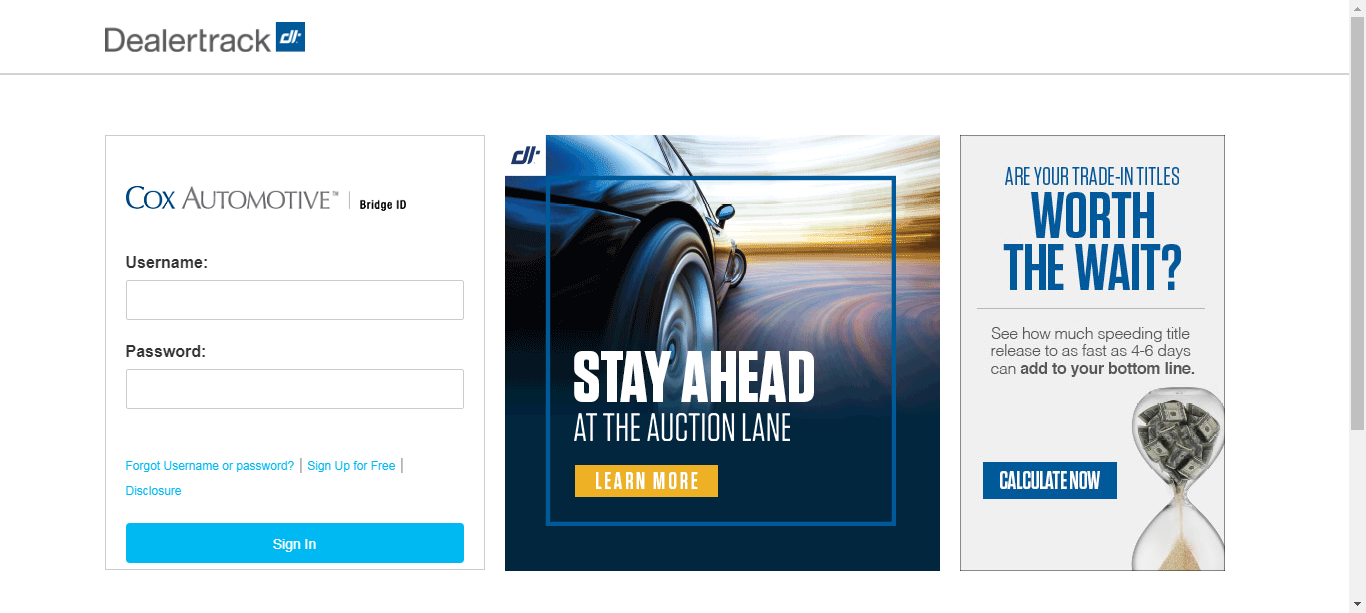 Dealertrack dt
COX AUTOMOTIVE™ | Bridge ID
Username:
Password:
Forgot Username or password? | Sign Up for Free |
Disclosure
Sign In
dt
STAY AHEAD
AT THE AUCTION LANE
LEARN MORE
ARE YOUR TRADE-IN TITLES
WORTH
THE WAIT?
See how much speeding title
release to as fast as 4-6 days
can add to your bottom line.
CALCULATE NOW